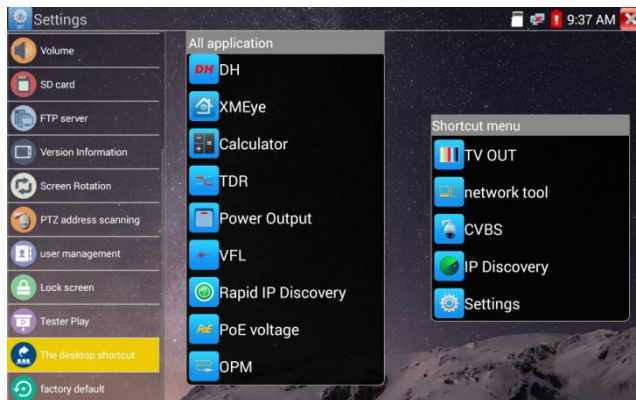 Settings
9:37 AM
Volume
SD card
FTP server
Version Information
Screen Rotation
PTZ address scanning
user management
Lock screen
Tester Play
The desktop shortcut
factory default
All application
DH DH
XMEye
Calculator
TDR
Power Output
VFL
Rapid IP Discovery
PoE PoE voltage
OPM
Shortcut menu
TV OUT
network tool
CVBS
IP Discovery
Settings